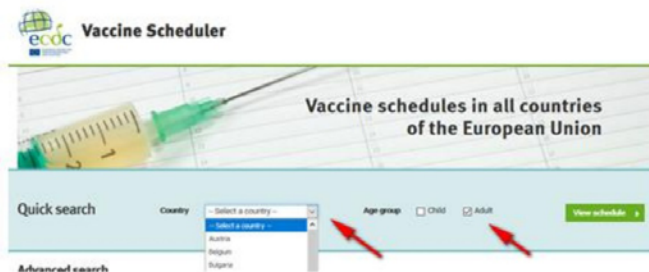 ecdc
Vaccine Scheduler
Vaccine schedules in all countries
of the European Union
Quick search
Country
-- Select a country --
Age group
Child
Adult
View schedule
-- Select a country --
Austria
Belgium
Bulgaria
Advanced search